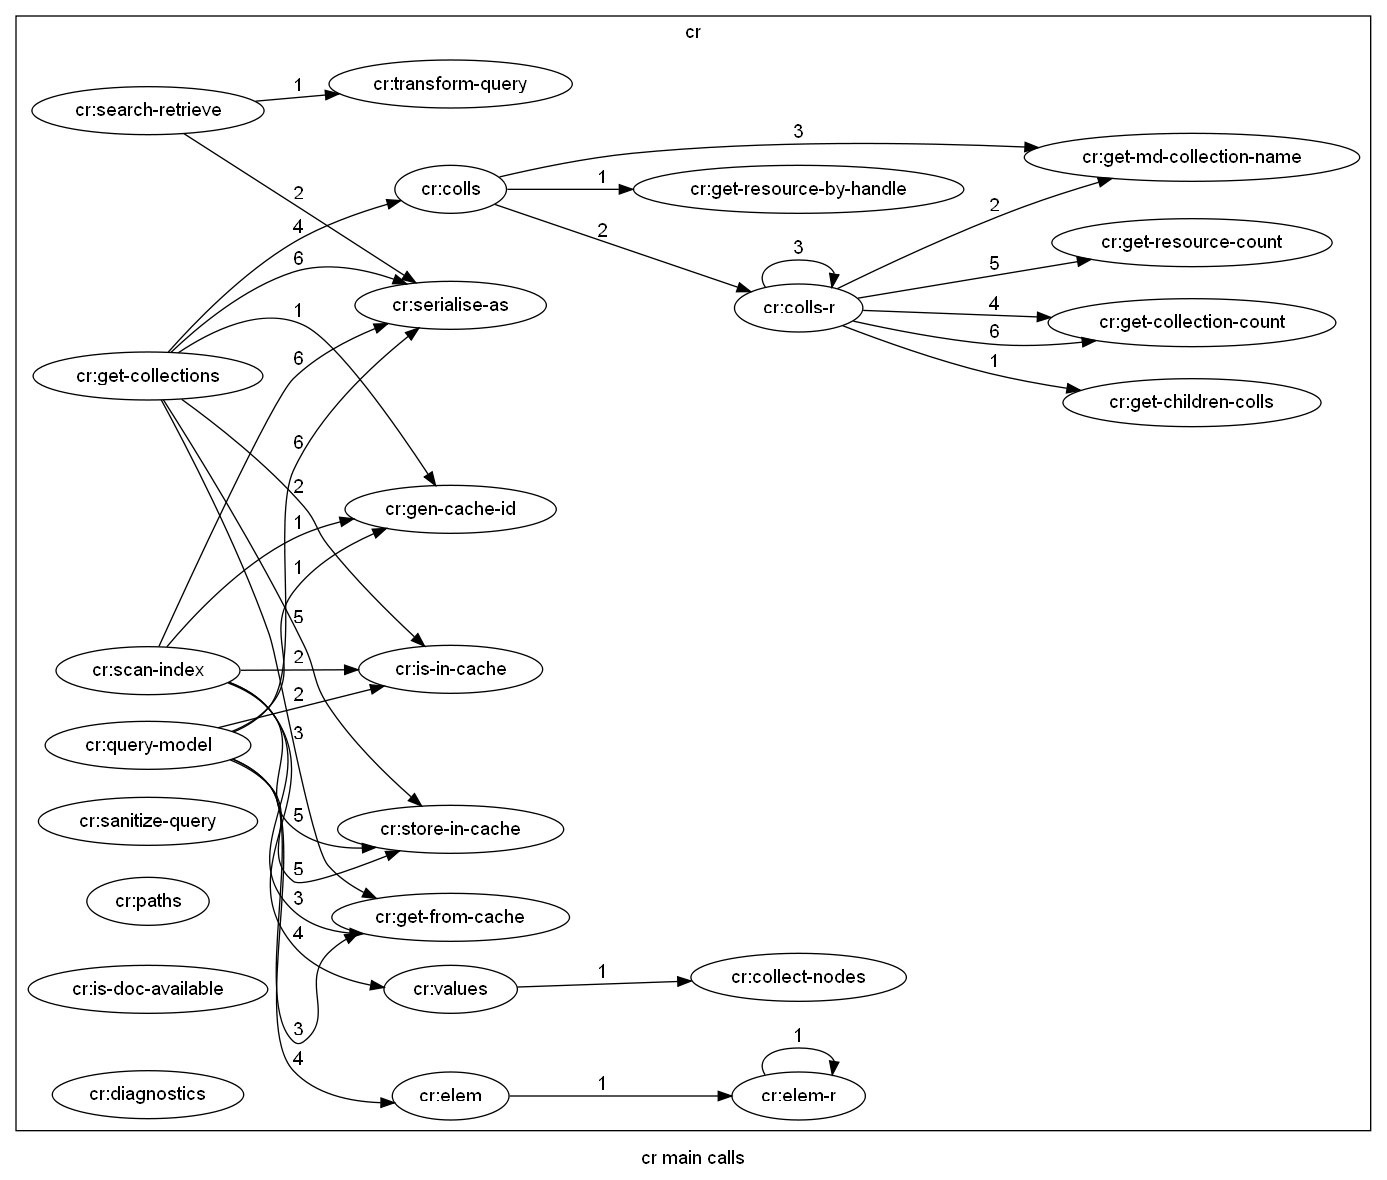 cr
cr:search-retrieve
1
cr:transform-query
2
cr:colls
3
cr:get-md-collection-name
1
cr:get-resource-by-handle
2
4
6
cr:serialise-as
3
cr:colls-r
2
5
cr:get-resource-count
4
cr:get-collection-count
6
1
cr:get-children-colls
1
cr:get-collections
6
6
2
cr:gen-cache-id
1
1
5
2
cr:scan-index
cr:is-in-cache
2
cr:query-model
3
cr:sanitize-query
5
cr:store-in-cache
5
cr:paths
3
cr:get-from-cache
4
cr:is-doc-available
cr:values
1
cr:collect-nodes
3
4
cr:diagnostics
cr:elem
1
1
cr:elem-r
cr main calls